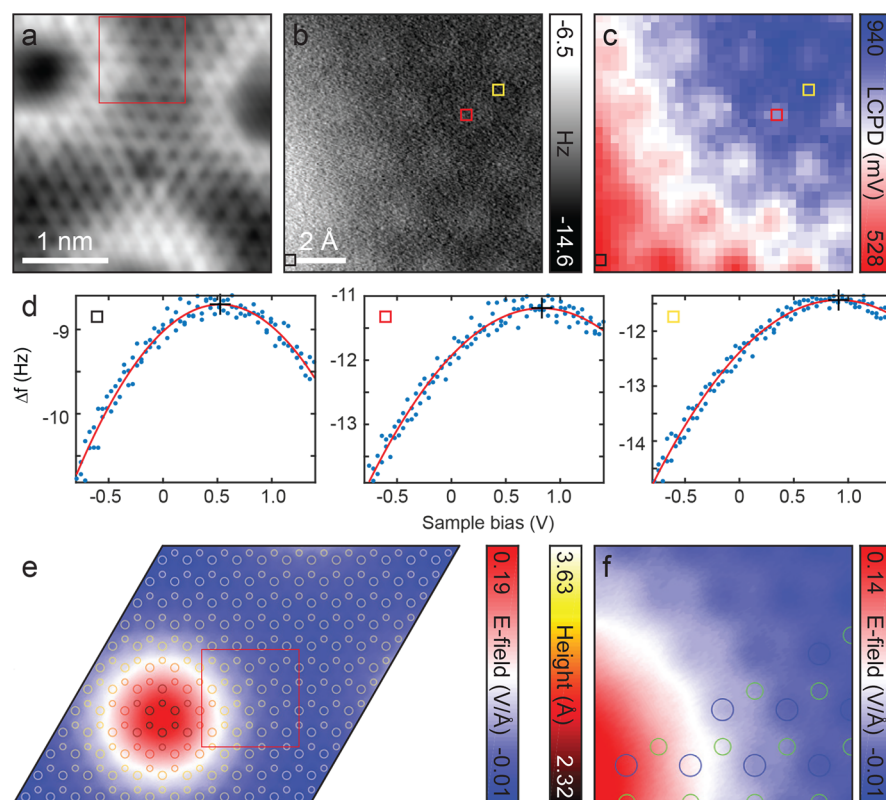 a
1 nm
b
2 Å
-6.5
Hz
-14.6
c
940
LCPD (mV)
528
d
Δf (Hz)
-9
-10
-0.5
0
0.5
1.0
-11
-12
-13
-0.5
0
0.5
1.0
-12
-13
-14
-0.5
0
0.5
1.0
Sample bias (V)
e
0.19
E-field (V/Å)
-0.01
3.63
Height (Å)
2.32
f
0.14
E-field (V/Å)
-0.01